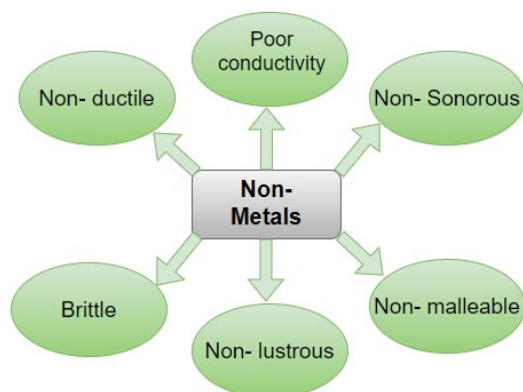 Poor
conductivity
Non- ductile
Non- Sonorous
Non-
Metals
Brittle
Non- malleable
Non- lustrous